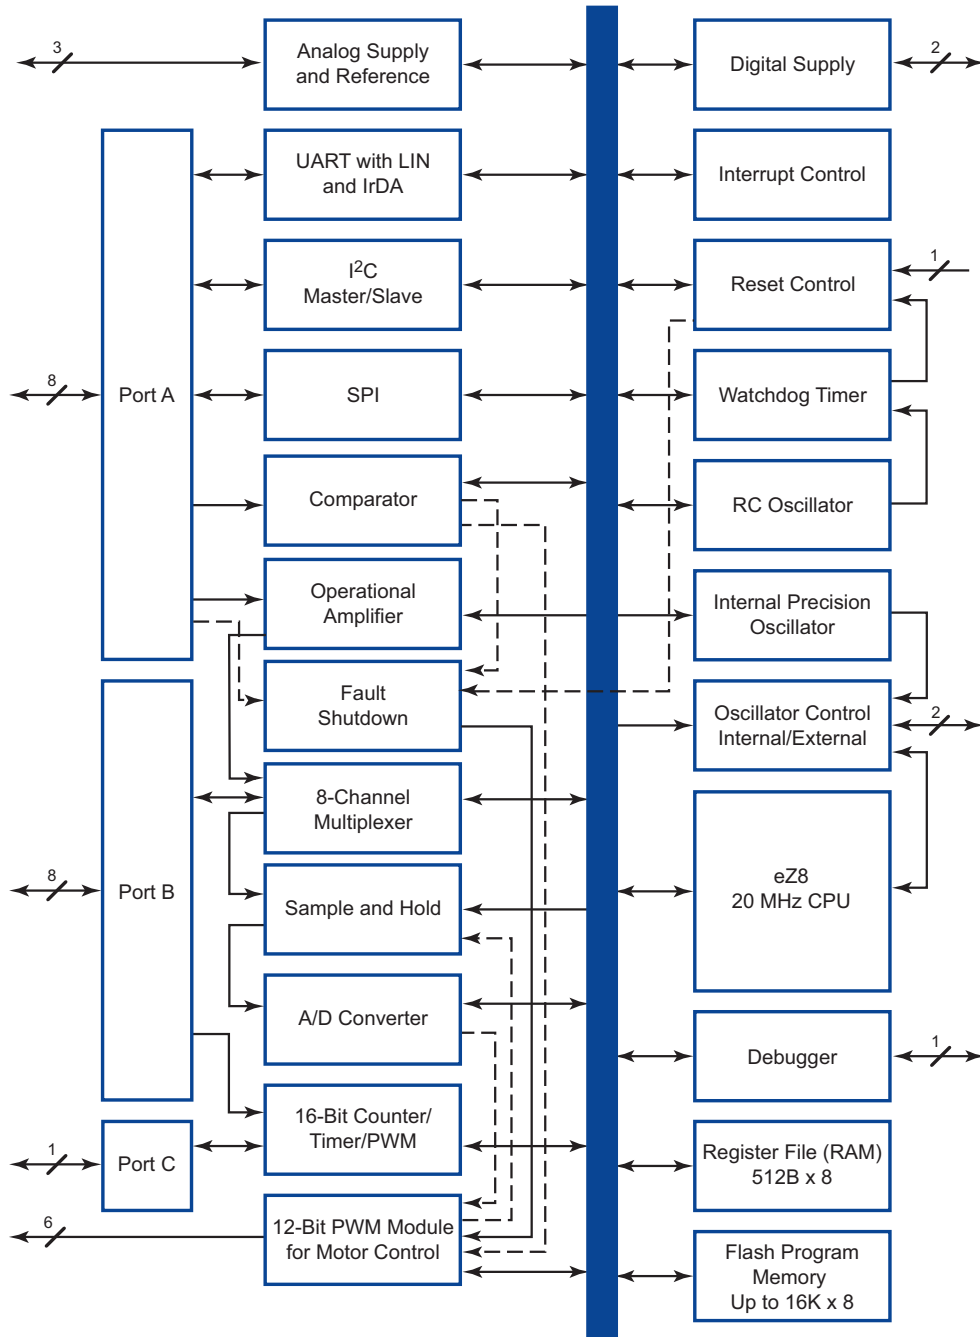 3
Analog Supply
and Reference
Digital Supply
2
UART with LIN
and IrDA
Interrupt Control
I²C
Master/Slave
Reset Control
1
8
Port A
SPI
Watchdog Timer
Comparator
RC Oscillator
Operational
Amplifier
Internal Precision
Oscillator
Fault
Shutdown
Oscillator Control
Internal/External
2
8-Channel
Multiplexer
8
Port B
Sample and Hold
eZ8
20 MHz CPU
A/D Converter
Debugger
1
16-Bit Counter/
Timer/PWM
1
Port C
Register File (RAM)
512B x 8
6
12-Bit PWM Module
for Motor Control
Flash Program
Memory
Up to 16K x 8